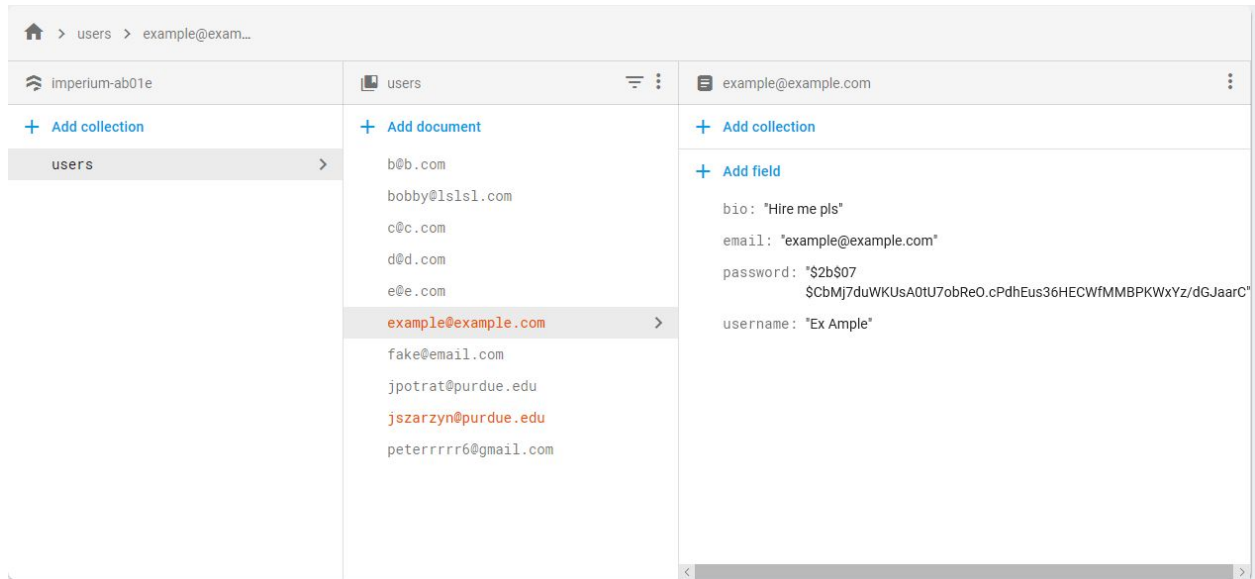 users > example@exam…
imperium-ab01e
users
example@example.com
+ Add collection
+ Add document
+ Add collection
users
b@b.com
bobby@lslsl.com
c@c.com
d@d.com
e@e.com
example@example.com
fake@email.com
jpotrat@purdue.edu
jszarzyn@purdue.edu
peterrrrr6@gmail.com
+ Add field
bio: "Hire me pls"
email: "example@example.com"
password: "$2b$07
$CbMj7duWKUsA0tU7obReO.cPdhEus36HECWfMMBPKWxYz/dGJaarC"
username: "Ex Ample"